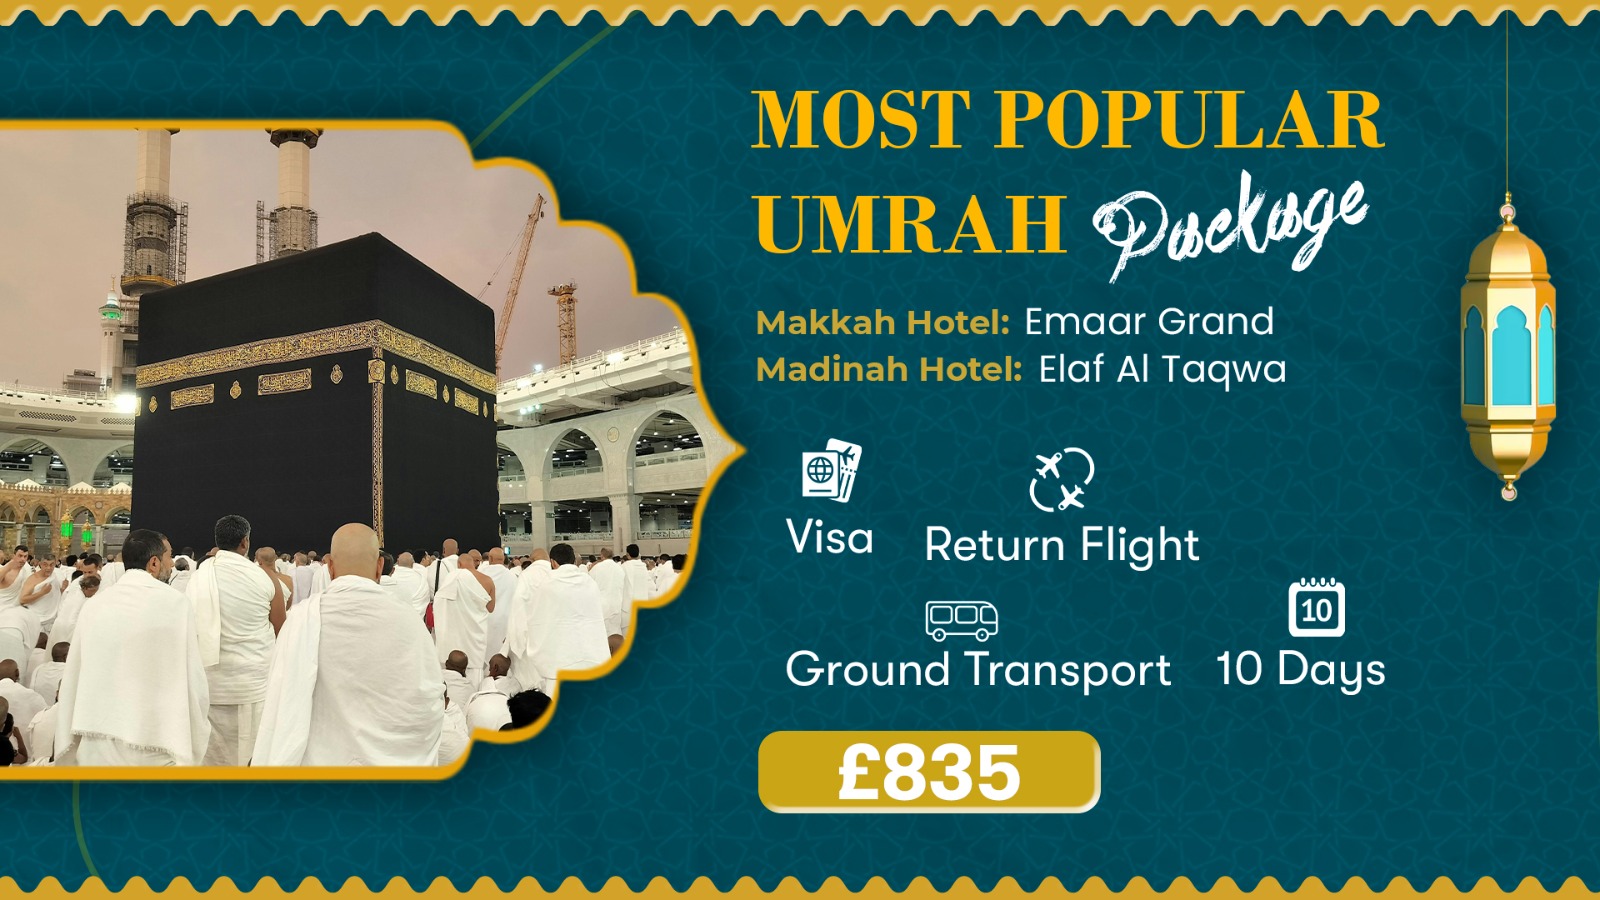 MOST POPULAR
UMRAH Package
Makkah Hotel: Emaar Grand
Madinah Hotel: Elaf Al Taqwa
Visa
Return Flight
10
Ground Transport
10 Days
£835